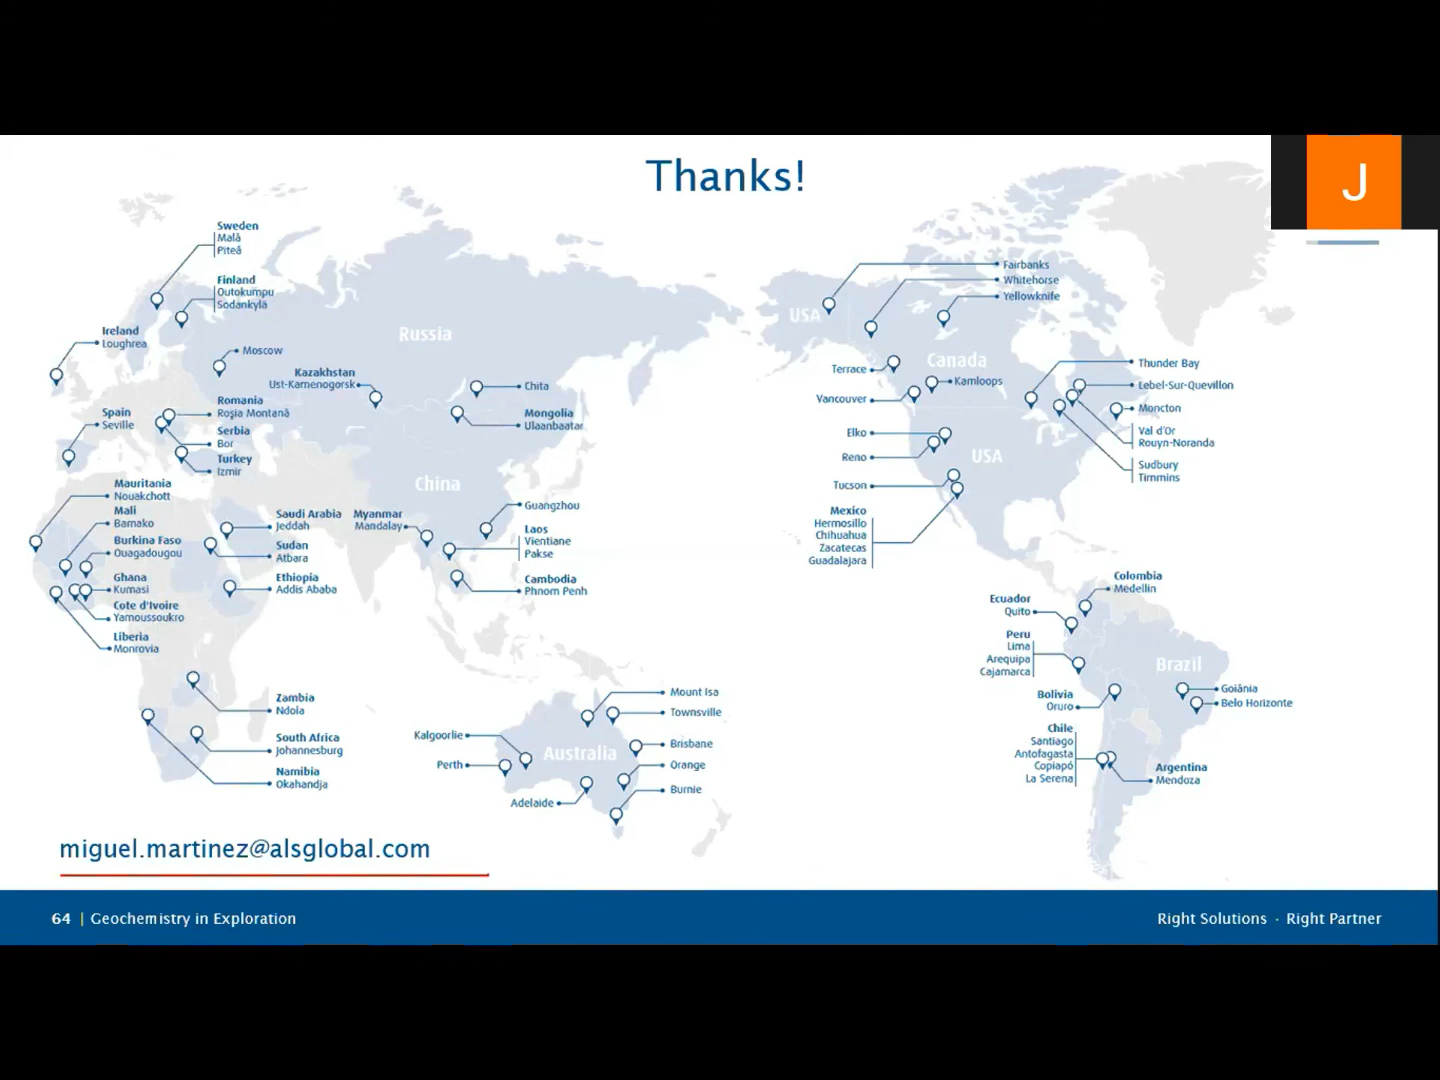 Thanks!
J
Sweden
Malå
Piteå
Finland
Outokumpu
Sodankylä
Ireland
Loughrea
Russia
Moscow
Kazakhstan
Ust-Kamenogorsk
Chita
Romania
Roşia Montană
Mongolia
Ulaanbaatar
Spain
Seville
Serbia
Bor
Turkey
Izmir
China
Mauritania
Nouakchott
Mali
Bamako
Burkina Faso
Ouagadougou
Ghana
Kumasi
Cote d'Ivoire
Yamoussoukro
Liberia
Monrovia
Saudi Arabia
Jeddah
Sudan
Atbara
Ethiopia
Addis Ababa
Myanmar
Mandalay
Guangzhou
Laos
Vientiane
Pakse
Cambodia
Phnom Penh
Zambia
Ndola
South Africa
Johannesburg
Namibia
Okahandja
Mount Isa
Townsville
Kalgoorlie
Perth
Australia
Brisbane
Orange
Burnie
Adelaide
USA
Fairbanks
Whitehorse
Yellowknife
Terrace
Canada
Kamloops
Vancouver
Thunder Bay
Lebel-Sur-Quevillon
Moncton
Val d'Or
Rouyn-Noranda
Sudbury
Timmins
Elko
Reno
USA
Tucson
Mexico
Hermosillo
Chihuahua
Zacatecas
Guadalajara
Colombia
Medellin
Ecuador
Quito
Peru
Lima
Arequipa
Cajamarca
Brazil
Goiânia
Belo Horizonte
Bolivia
Oruro
Chile
Santiago
Antofagasta
Copiapó
La Serena
Argentina
Mendoza
miguel.martinez@alsglobal.com
64 | Geochemistry in Exploration
Right Solutions · Right Partner